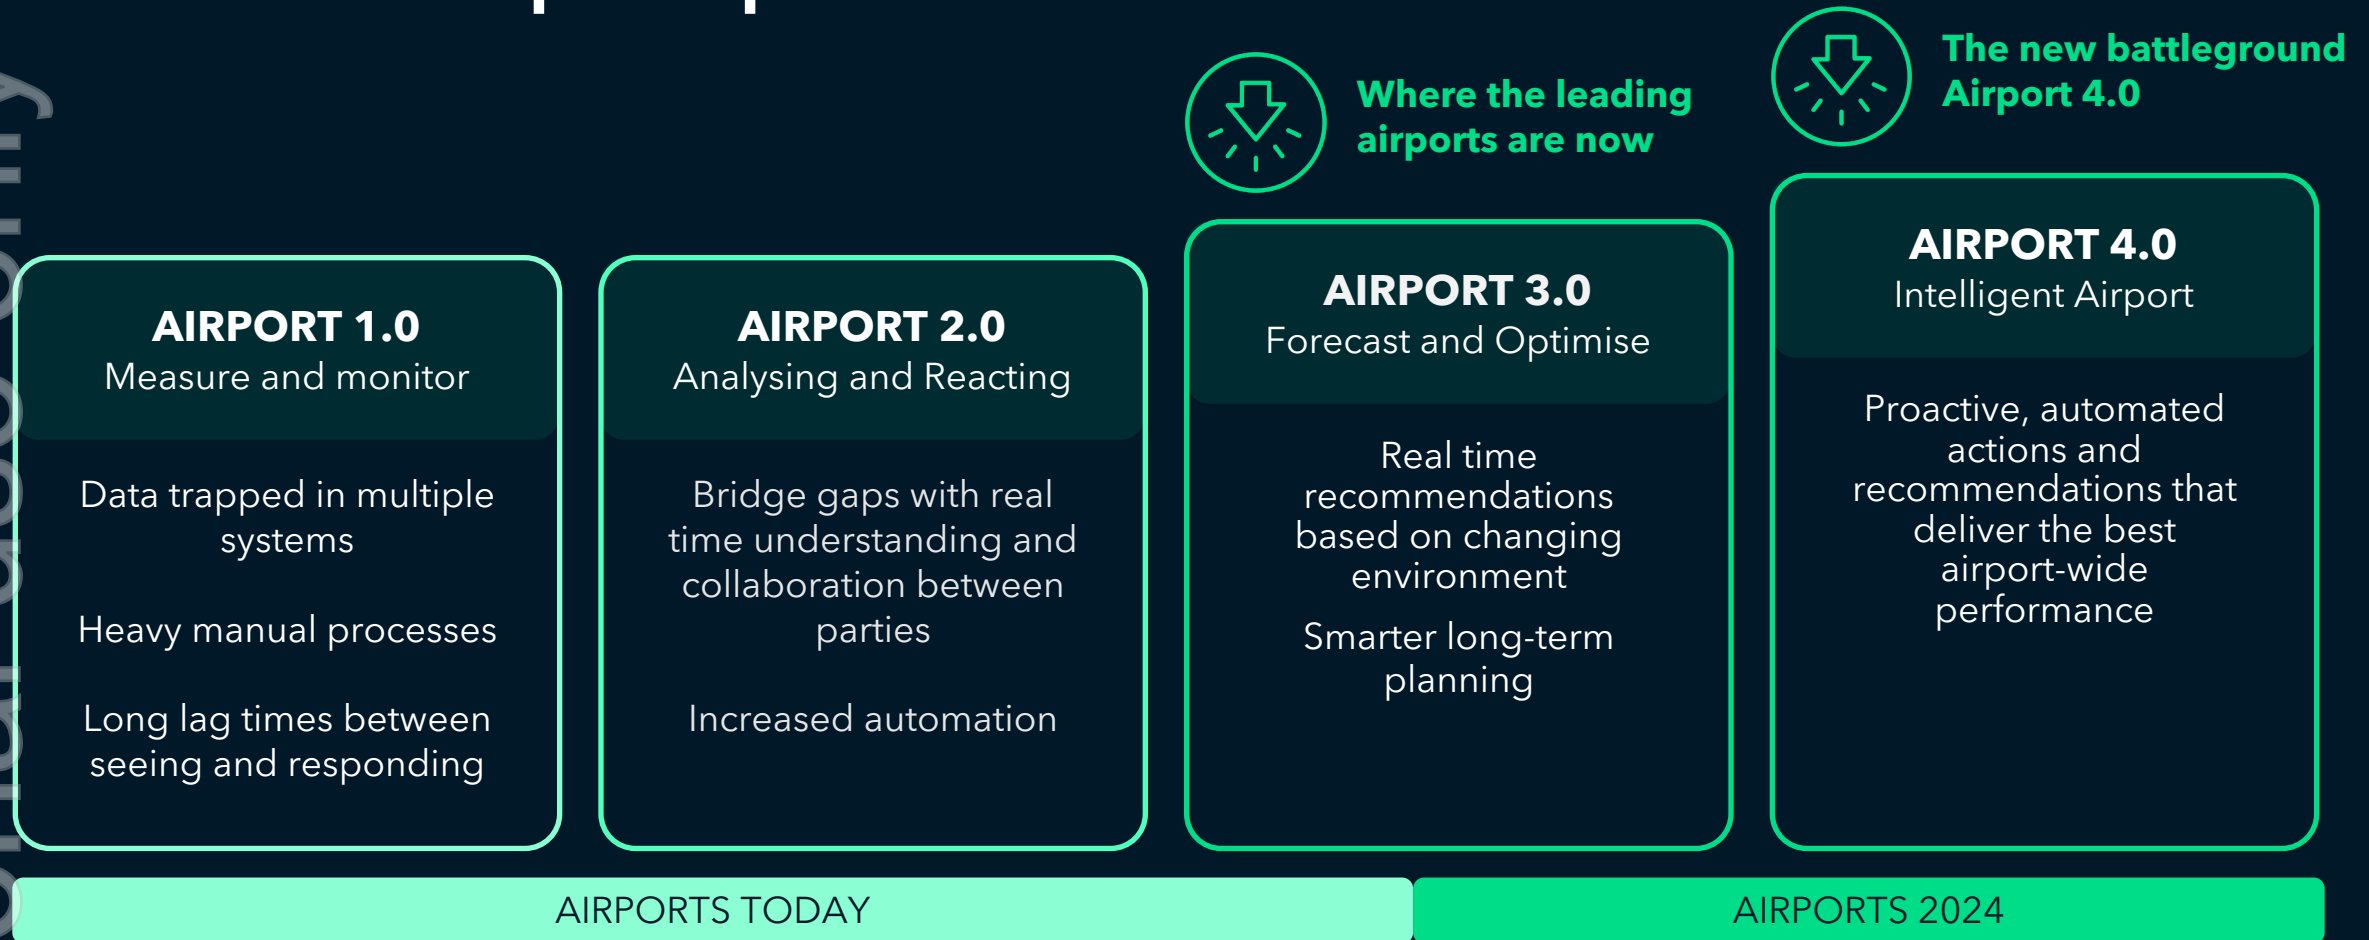 Where the leading
airports are now
The new battleground
Airport 4.0
AIRPORT 1.0
Measure and monitor
Data trapped in multiple
systems
Heavy manual processes
Long lag times between
seeing and responding
AIRPORT 2.0
Analysing and Reacting
Bridge gaps with real
time understanding and
collaboration between
parties
Increased automation
AIRPORT 3.0
Forecast and Optimise
Real time
recommendations
based on changing
environment
Smarter long-term
planning
AIRPORT 4.0
Intelligent Airport
Proactive, automated
actions and
recommendations that
deliver the best
airport-wide
performance
AIRPORTS TODAY
AIRPORTS 2024